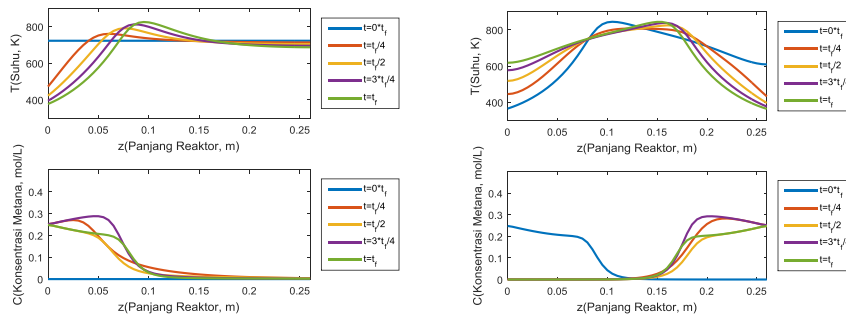 800
600
400
T(Suhu, K)
0
0.05
0.1
0.15
0.2
0.25
z(Panjang Reaktor, m)
t=0*t_f
t=t_f/4
t=t_f/2
t=3*t_f/4
t=t_f
800
600
400
T(Suhu, K)
0
0.05
0.1
0.15
0.2
0.25
z(Panjang Reaktor, m)
t=0*t_f
t=t_f/4
t=t_f/2
t=3*t_f/4
t=t_f
0.4
0.3
0.2
0.1
0
C(Konsentrasi Metana, mol/L)
0
0.05
0.1
0.15
0.2
0.25
z(Panjang Reaktor, m)
t=0*t_f
t=t_f/4
t=t_f/2
t=3*t_f/4
t=t_f
0.4
0.3
0.2
0.1
0
C(Konsentrasi Metana, mol/L)
0
0.05
0.1
0.15
0.2
0.25
z(Panjang Reaktor, m)
t=0*t_f
t=t_f/4
t=t_f/2
t=3*t_f/4
t=t_f